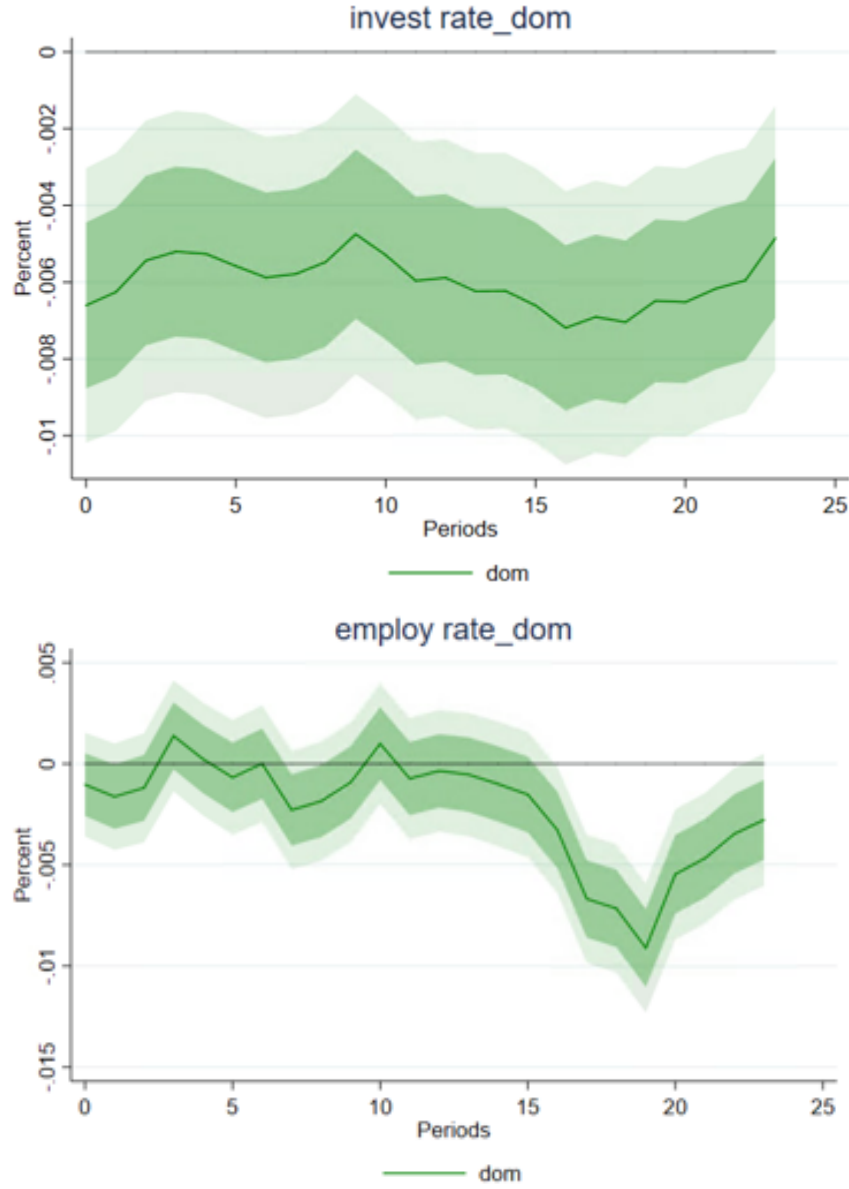 invest rate_dom
0
-.002
-.004
-.006
-.008
-.01
Percent
0 5 10 15 20 25
Periods
dom
employ rate_dom
.005
0
-.005
-.01
-.015
Percent
0 5 10 15 20 25
Periods
dom